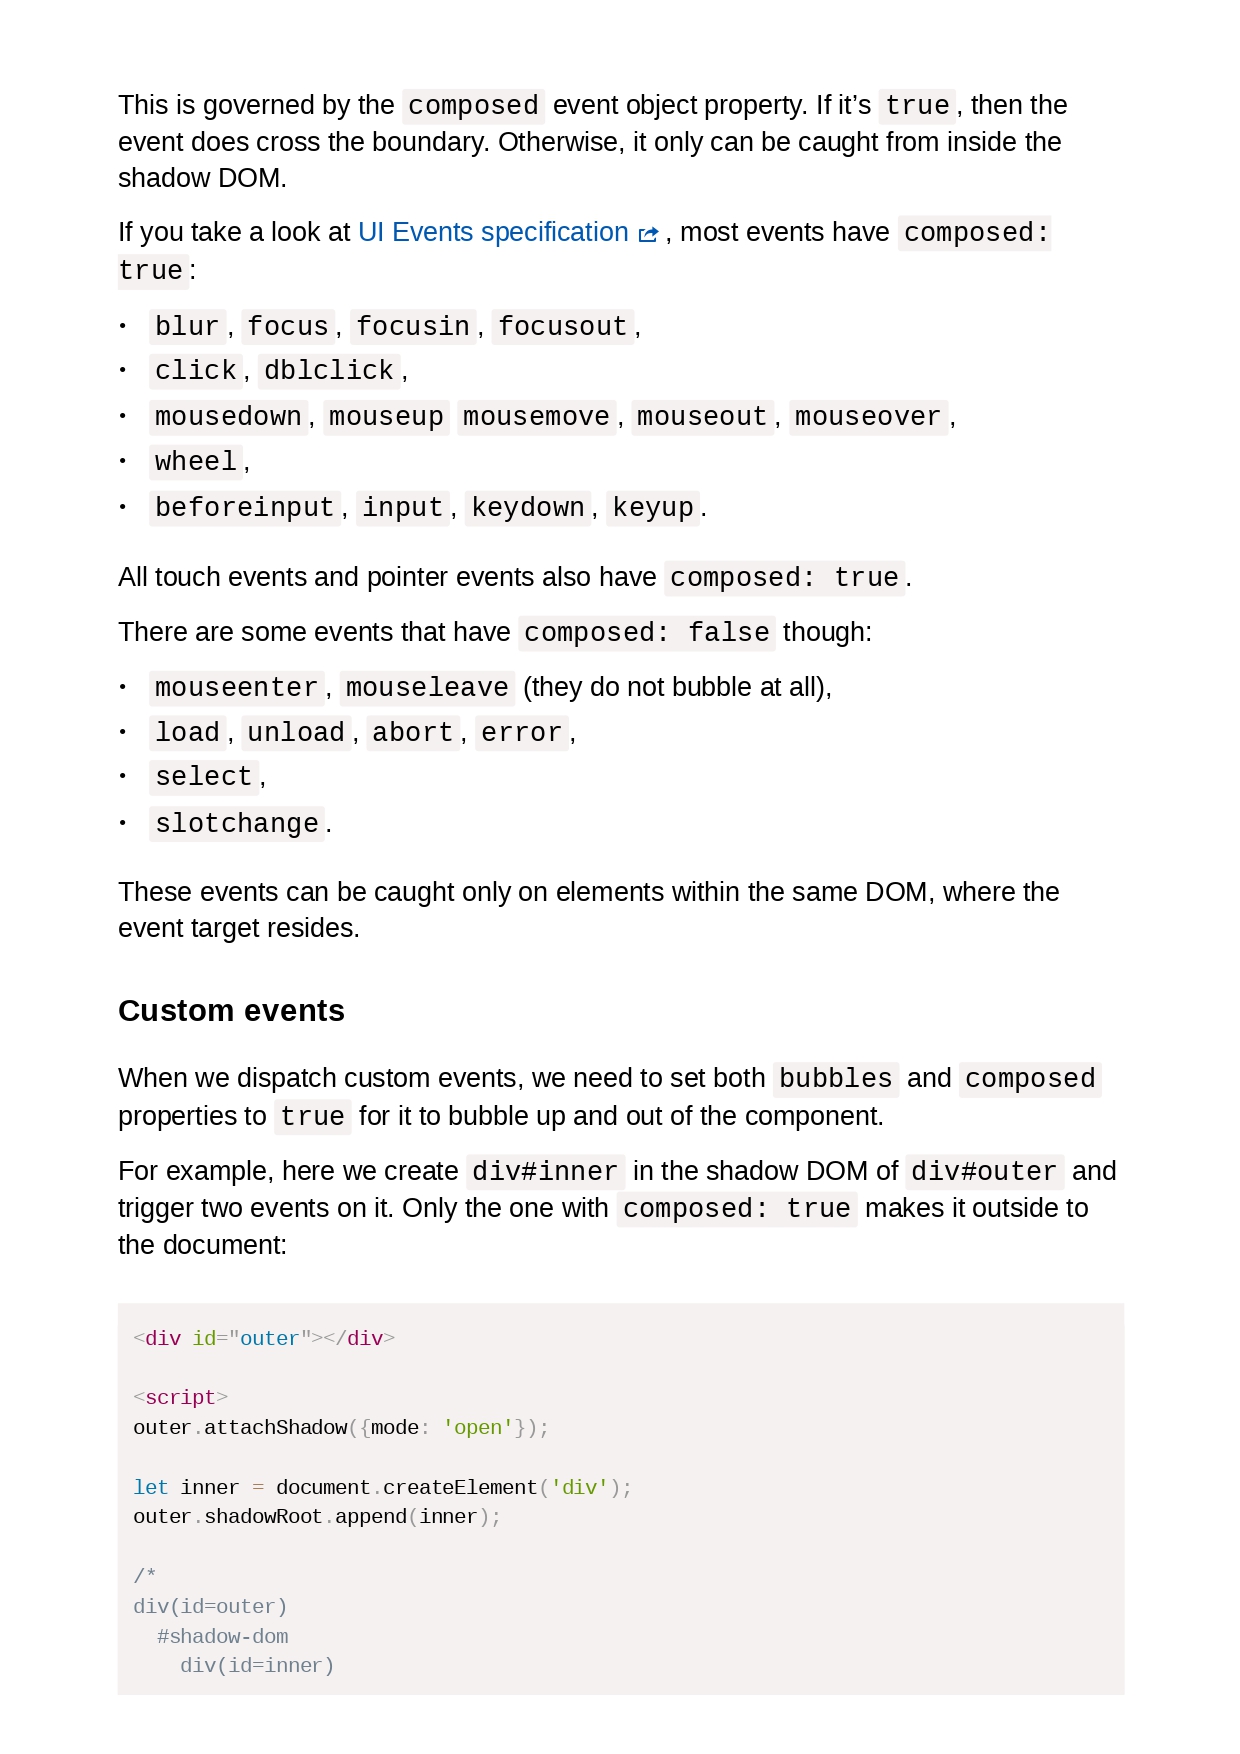 This is governed by the composed event object property. If it’s true, then the
event does cross the boundary. Otherwise, it only can be caught from inside the
shadow DOM.
If you take a look at UI Events specification , most events have composed:
true:
• blur, focus, focusin, focusout,
• click, dblclick,
• mousedown, mouseup mousemove, mouseout, mouseover,
• wheel,
• beforeinput, input, keydown, keyup.
All touch events and pointer events also have composed: true.
There are some events that have composed: false though:
• mouseenter, mouseleave (they do not bubble at all),
• load, unload, abort, error,
• select,
• slotchange.
These events can be caught only on elements within the same DOM, where the
event target resides.
Custom events
When we dispatch custom events, we need to set both bubbles and composed
properties to true for it to bubble up and out of the component.
For example, here we create div#inner in the shadow DOM of div#outer and
trigger two events on it. Only the one with composed: true makes it outside to
the document:
<div id="outer"></div>
<script>
outer.attachShadow({mode: 'open'});
let inner = document.createElement('div');
outer.shadowRoot.append(inner);
/*
div(id=outer)
  #shadow-dom
    div(id=inner)